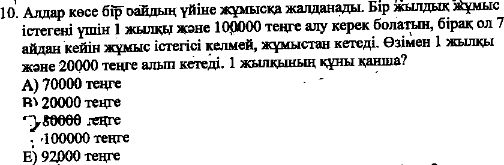 10. Алдар көсе бір байдың үйіне жұмысқа жалданады. Бір жылдық жұмыс
істегені үшін 1 жылқы және 100000 теңге алу керек болатын, бірақ ол 7
айдан кейін жұмыс істегісі келмей, жұмыстан кетеді. Өзімен 1 жылқы
және 20000 теңге алып кетеді. 1 жылқының құны қанша?
A) 70000 теңге
B) 20000 теңге
80000 теңге
100000 теңге
E) 92000 теңге